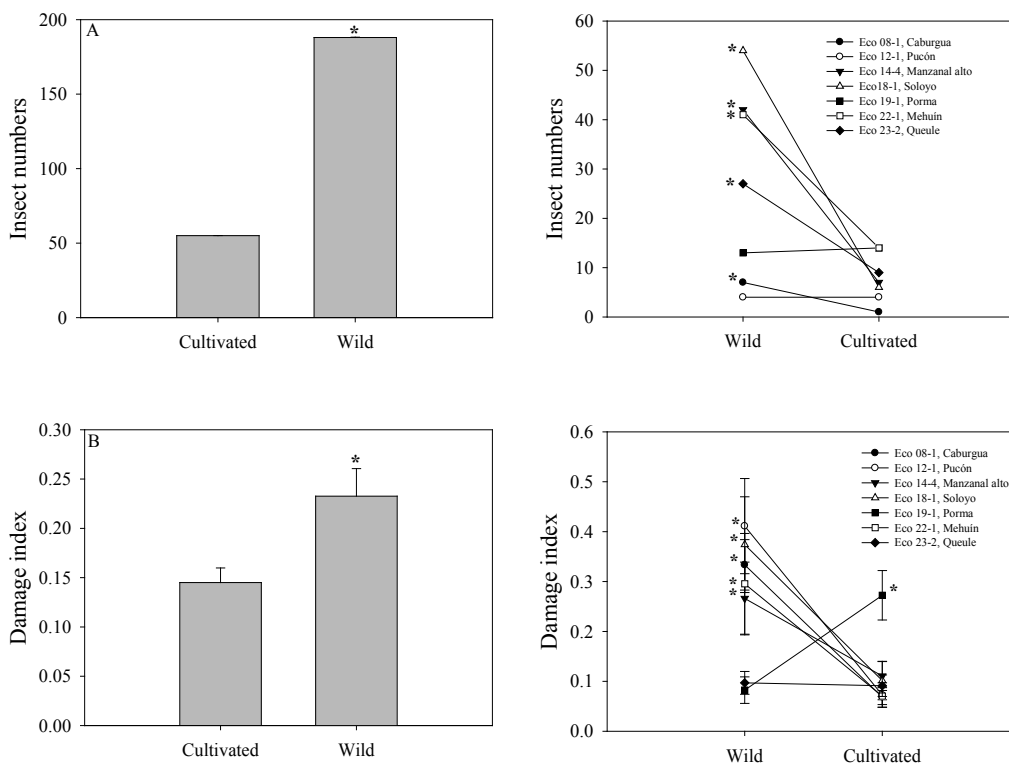 A
Insect numbers
200
150
100
50
0
*
Cultivated
Wild
Insect numbers
60
50
40
30
20
10
0
Eco 08-1, Caburgua
Eco 12-1, Pucón
Eco 14-4, Manzanal alto
Eco18-1, Soloyo
Eco 19-1, Porma
Eco 22-1, Mehuín
Eco 23-2, Queule
*
*
*
*
*
Wild
Cultivated
B
Damage index
0.30
0.25
0.20
0.15
0.10
0.05
0.00
*
Cultivated
Wild
Damage index
0.6
0.5
0.4
0.3
0.2
0.1
0.0
Eco 08-1, Caburgua
Eco 12-1, Pucón
Eco 14-4, Manzanal alto
Eco 18-1, Soloyo
Eco 19-1, Porma
Eco 22-1, Mehuín
Eco 23-2, Queule
*
*
*
*
*
*
Wild
Cultivated